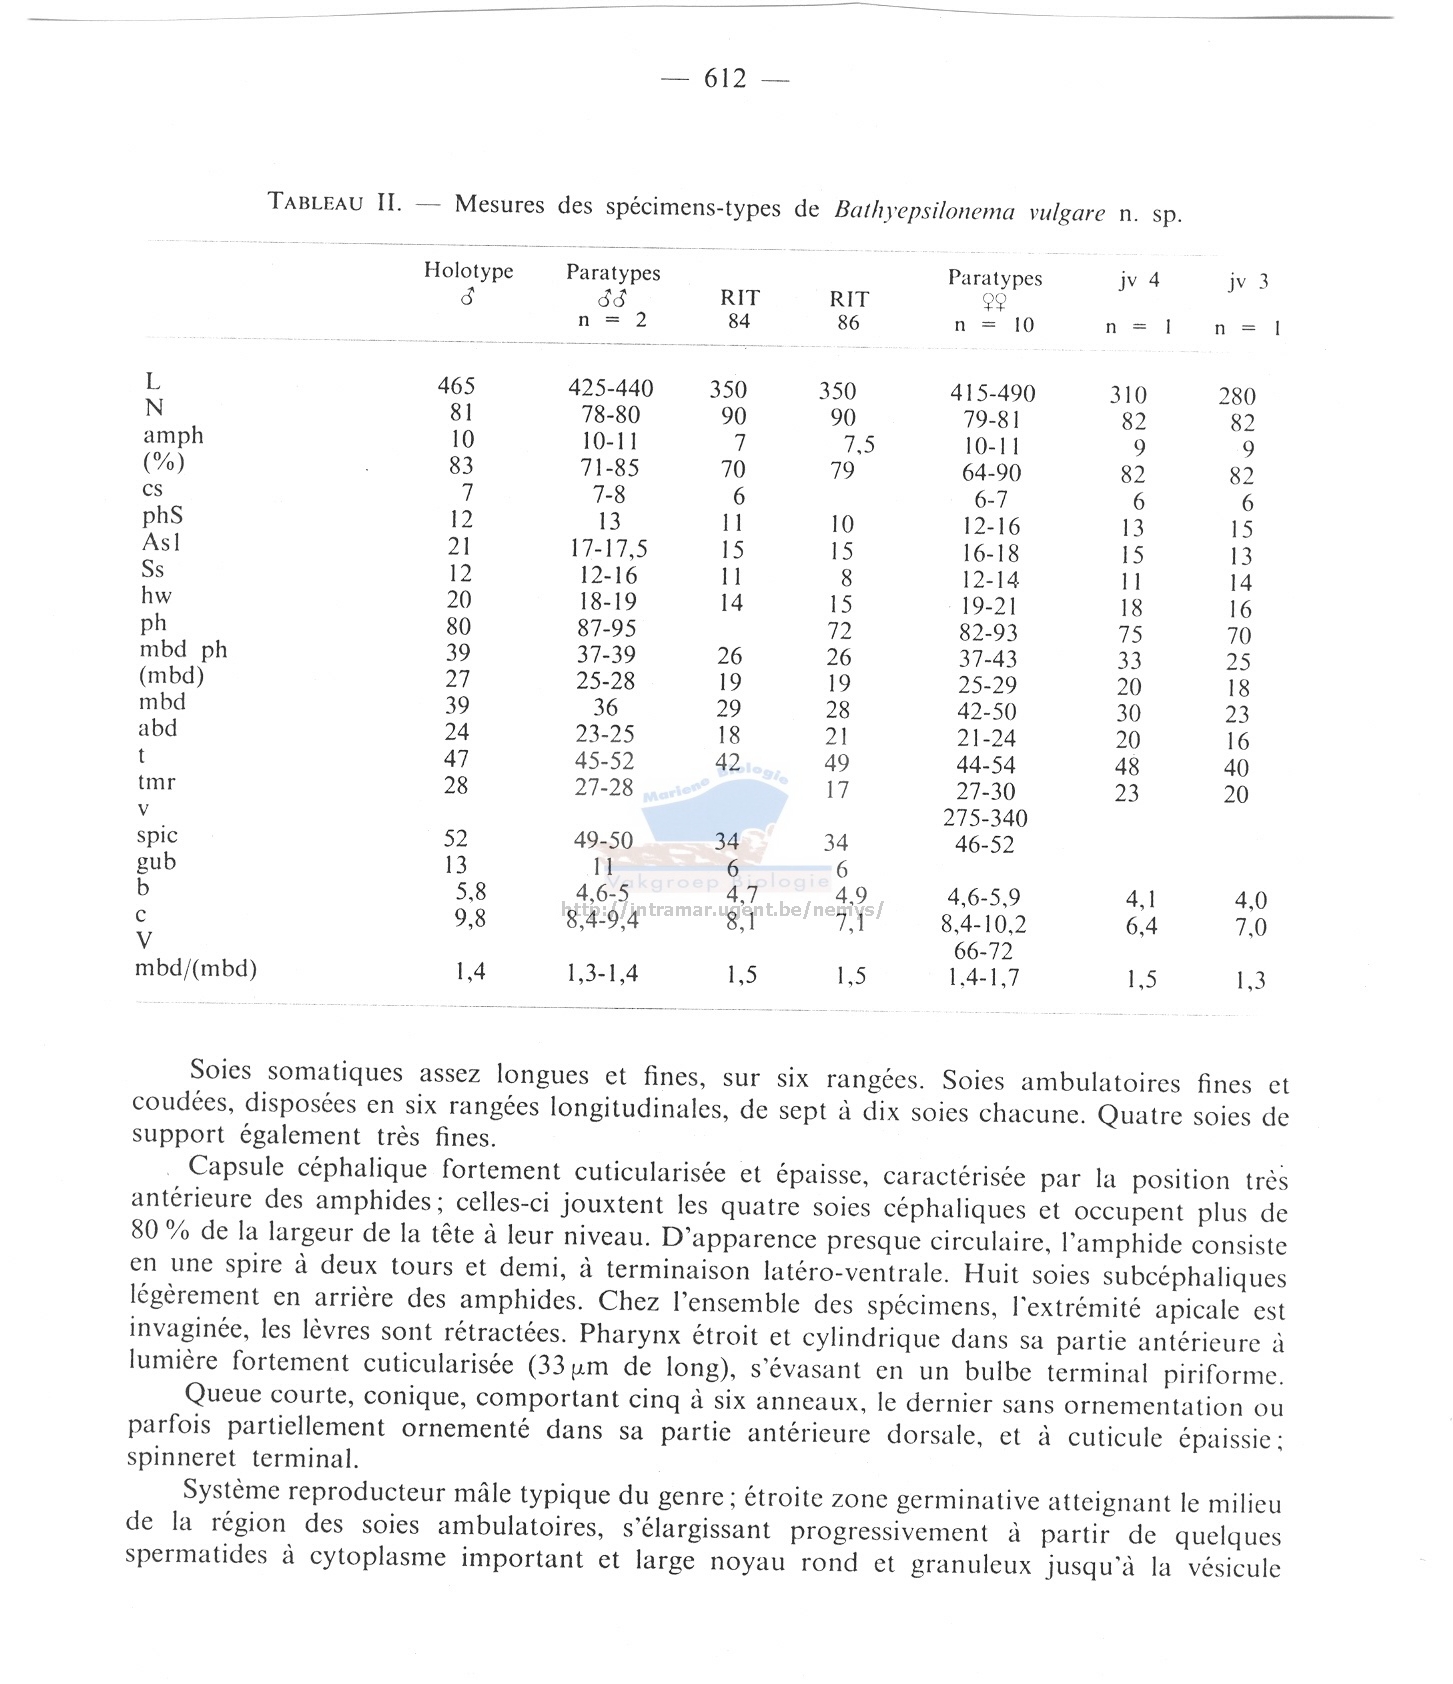 — 612 —
TABLEAU II. — Mesures des spécimens-types de Bathyepsilonema vulgare n. sp.
Holotype Paratypes RIT RIT Paratypes jv 4 jv 3
♂ ♂♂ 84 86 ♀♀
n = 2 n = 10 n = 1 n = 1
L 465 425-440 350 350 415-490 310 280
N 81 78-80 90 90 79-81 82 82
amph 10 10-11 7 7,5 10-11 9 9
(%) 83 71-85 70 79 64-90 82 82
cs 7 7-8 6 6-7 6 6
phS 12 13 11 10 12-16 13 15
Asl 21 17-17,5 15 15 16-18 15 13
Ss 12 12-16 11 8 12-14 11 14
hw 20 18-19 14 15 19-21 18 16
ph 80 87-95 72 82-93 75 70
mbd ph 39 37-39 26 26 37-43 33 25
(mbd) 27 25-28 19 19 25-29 20 18
mbd 39 36 29 28 42-50 30 23
abd 24 23-25 18 21 21-24 20 16
t 47 45-52 42 49 44-54 48 40
tmr 28 27-28 17 27-30 23 20
v 275-340
spic 52 49-50 34 34 46-52
gub 13 11 6 6
b 5,8 4,6-5 4,7 4,9 4,6-5,9 4,1 4,0
c 9,8 8,4-9,4 8,1 7,1 8,4-10,2 6,4 7,0
V 66-72
mbd/(mbd) 1,4 1,3-1,4 1,5 1,5 1,4-1,7 1,5 1,3
Mariene Biologie
Vakgroep Biologie
http://intramar.ugent.be/nemys/
Soies somatiques assez longues et fines, sur six rangées. Soies ambulatoires fines et
coudées, disposées en six rangées longitudinales, de sept à dix soies chacune. Quatre soies de
support également très fines.
Capsule céphalique fortement cuticularisée et épaisse, caractérisée par la position très
antérieure des amphides; celles-ci jouxtent les quatre soies céphaliques et occupent plus de
80 % de la largeur de la tête à leur niveau. D'apparence presque circulaire, l'amphide consiste
en une spire à deux tours et demi, à terminaison latéro-ventrale. Huit soies subcéphaliques
légèrement en arrière des amphides. Chez l'ensemble des spécimens, l'extrémité apicale est
invaginée, les lèvres sont rétractées. Pharynx étroit et cylindrique dans sa partie antérieure à
lumière fortement cuticularisée (33 µm de long), s'évasant en un bulbe terminal piriforme.
Queue courte, conique, comportant cinq à six anneaux, le dernier sans ornementation ou
parfois partiellement ornementé dans sa partie antérieure dorsale, et à cuticule épaissie;
spinneret terminal.
Système reproducteur mâle typique du genre; étroite zone germinative atteignant le milieu
de la région des soies ambulatoires, s'élargissant progressivement à partir de quelques
spermatides à cytoplasme important et large noyau rond et granuleux jusqu'à la vésicule